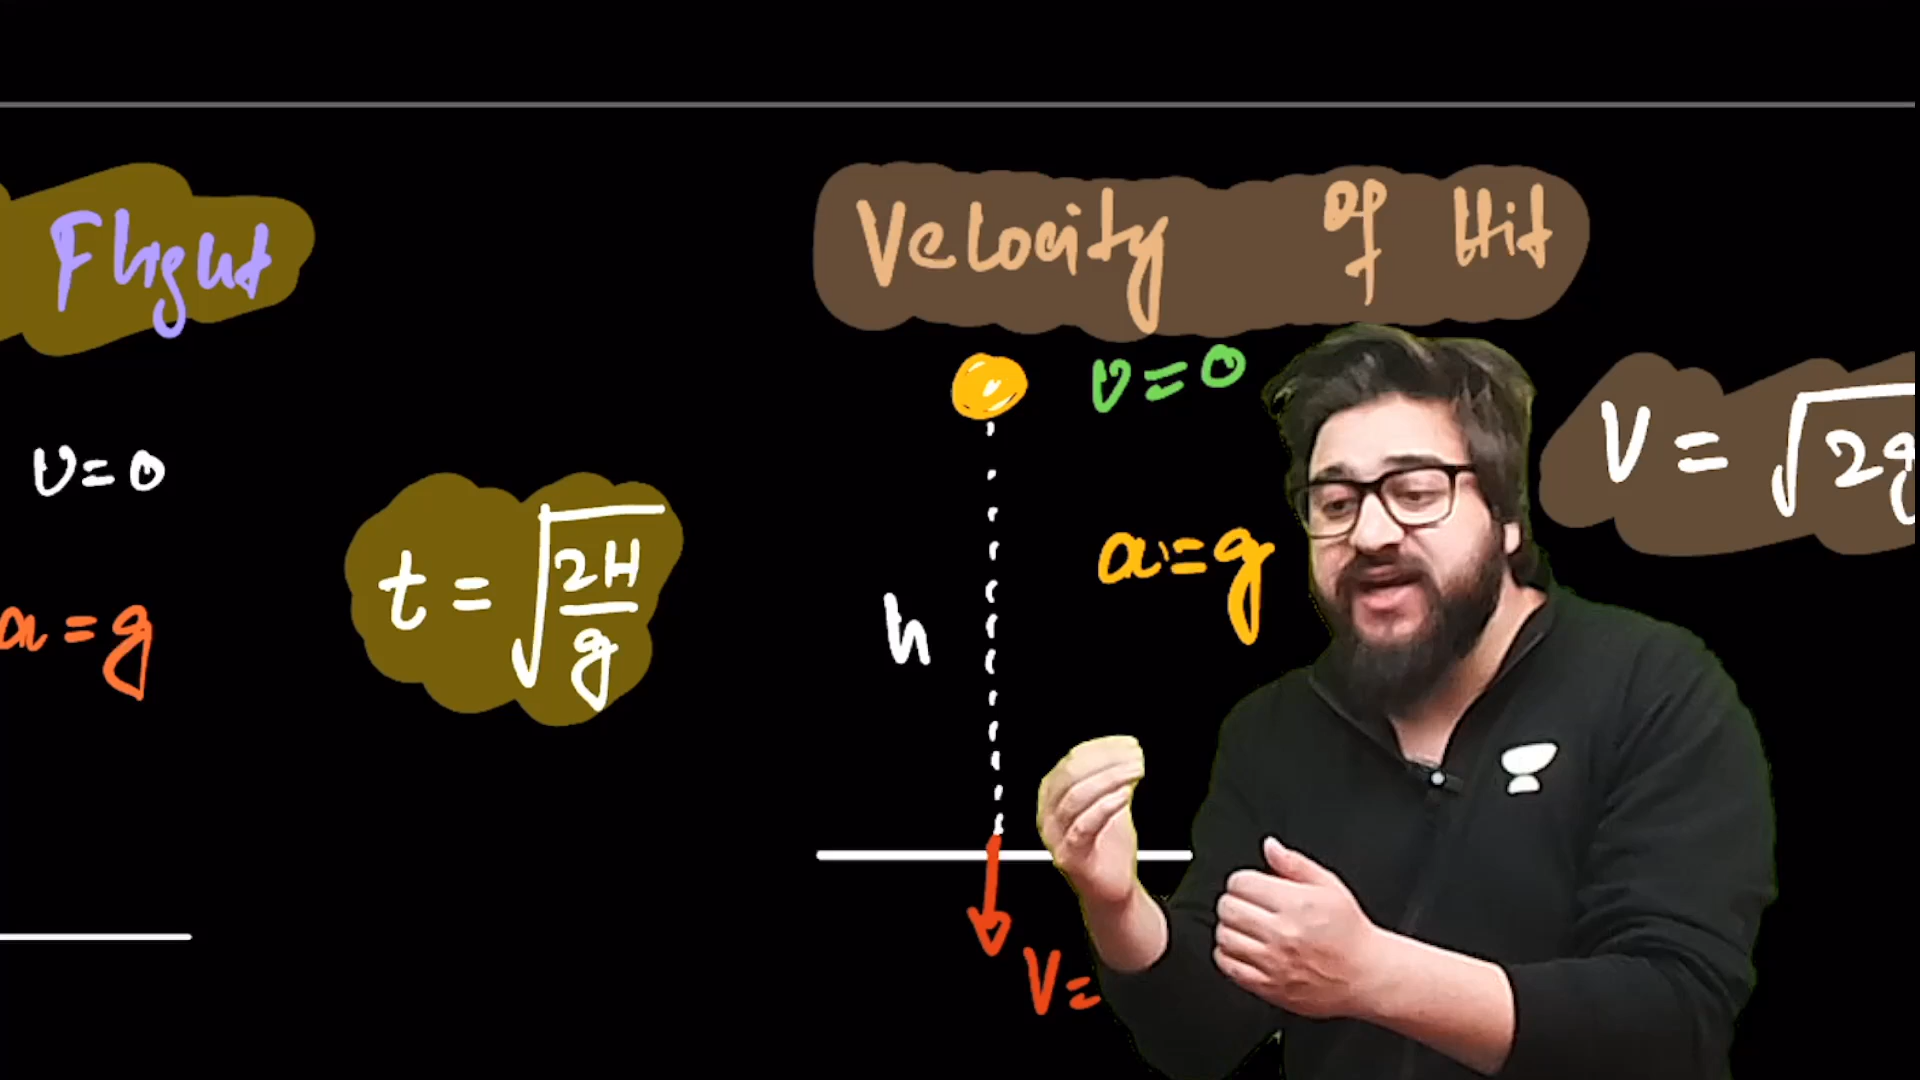 Flight
υ=0
a=g
t = √2H/g
Velocity of Hit
υ=0
a=g
h
V=
V = √2g